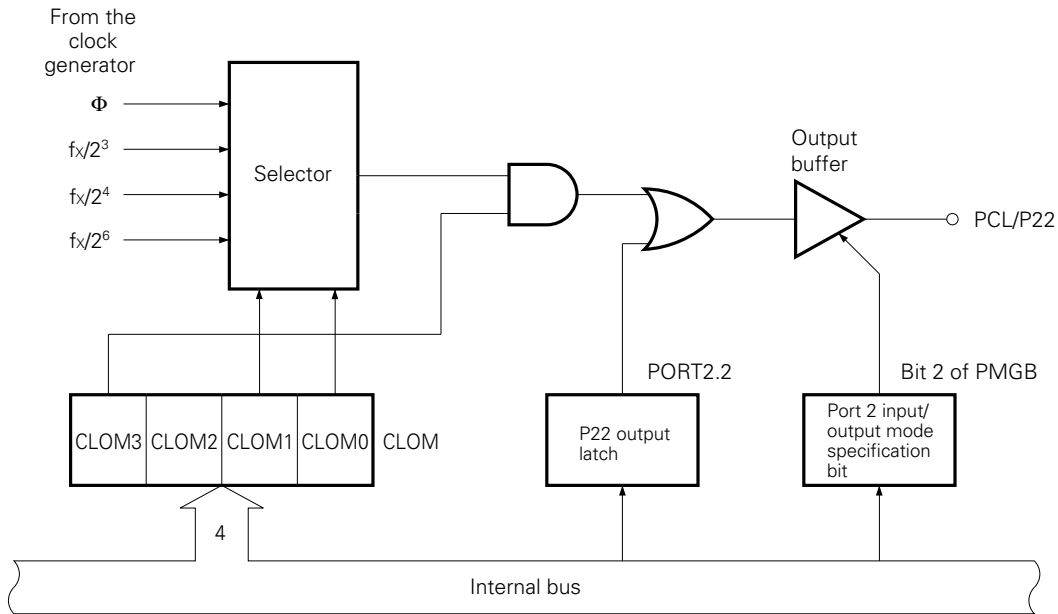 From the
clock
generator
Φ
fX/2³
fX/2⁴
fX/2⁶
Selector
Output
buffer
PCL/P22
PORT2.2
Bit 2 of PMGB
CLOM3 CLOM2 CLOM1 CLOM0 CLOM
P22 output
latch
Port 2 input/
output mode
specification
bit
4
Internal bus